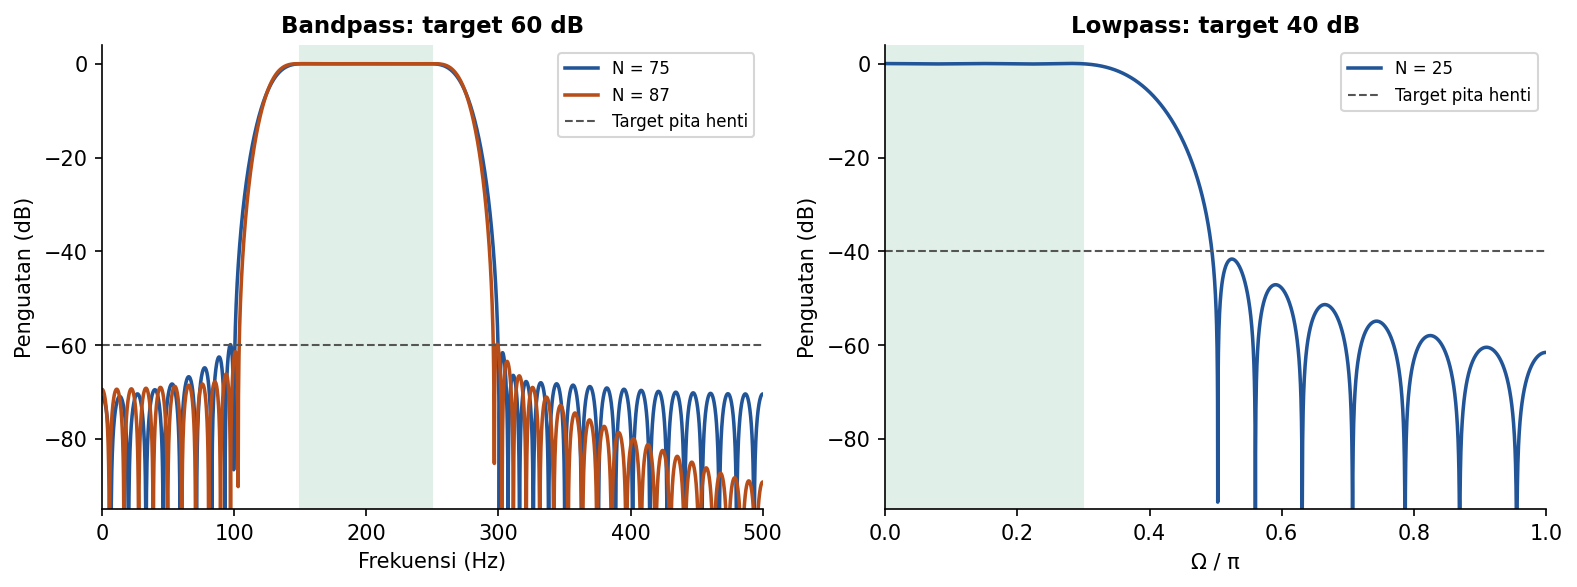 Bandpass: target 60 dB
N = 75
N = 87
Target pita henti
Penguatan (dB)
0
−20
−40
−60
−80
0
100
200
300
400
500
Frekuensi (Hz)
Lowpass: target 40 dB
N = 25
Target pita henti
Penguatan (dB)
0
−20
−40
−60
−80
0.0
0.2
0.4
0.6
0.8
1.0
Ω / π